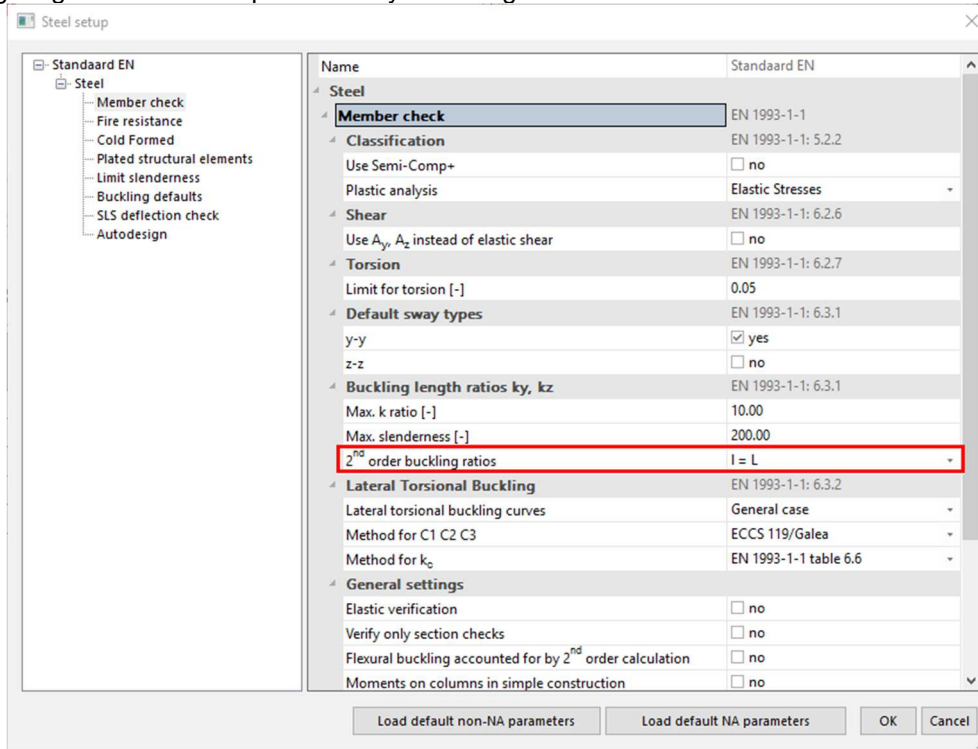 Steel setup
Standaard EN
Steel
Member check
Fire resistance
Cold Formed
Plated structural elements
Limit slenderness
Buckling defaults
SLS deflection check
Autodesign
Name Standaard EN
Steel
Member check EN 1993-1-1
Classification EN 1993-1-1: 5.2.2
Use Semi-Comp+ no
Plastic analysis Elastic Stresses
Shear EN 1993-1-1: 6.2.6
Use Ay, Az instead of elastic shear no
Torsion EN 1993-1-1: 6.2.7
Limit for torsion [-] 0.05
Default sway types EN 1993-1-1: 6.3.1
y-y yes
z-z no
Buckling length ratios ky, kz EN 1993-1-1: 6.3.1
Max. k ratio [-] 10.00
Max. slenderness [-] 200.00
2nd order buckling ratios l = L
Lateral Torsional Buckling EN 1993-1-1: 6.3.2
Lateral torsional buckling curves General case
Method for C1 C2 C3 ECCS 119/Galea
Method for kc EN 1993-1-1 table 6.6
General settings
Elastic verification no
Verify only section checks no
Flexural buckling accounted for by 2nd order calculation no
Moments on columns in simple construction no
Load default non-NA parameters Load default NA parameters OK Cancel